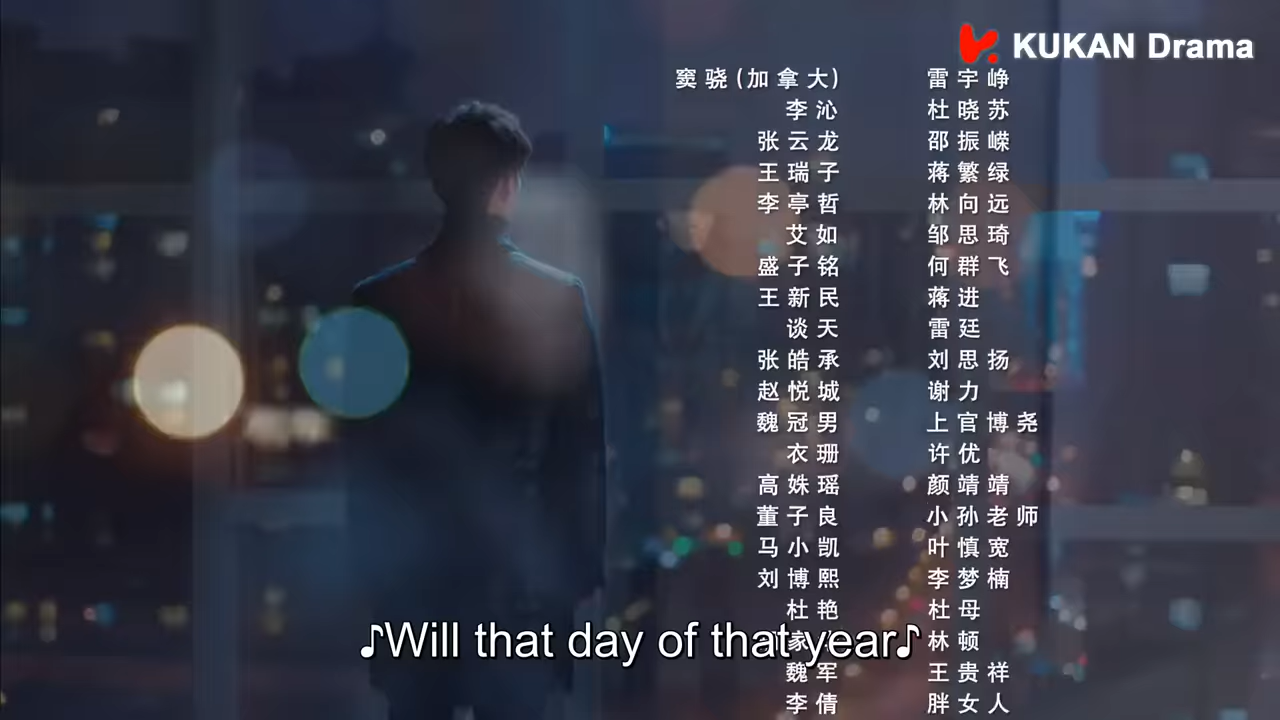 KUKAN Drama
窦骁(加拿大) 雷宇峥
李沁 杜晓苏
张云龙 邵振嵘
王瑞子 蒋繁绿
李亭哲 林向远
艾如 邹思琦
盛子铭 何群飞
王新民 蒋进
谈天 雷廷
张皓承 刘思扬
赵悦城 谢力
魏冠男 上官博尧
衣珊 许优
高姝瑶 颜靖靖
董子良 小孙老师
马小凯 叶慎宽
刘博熙 李梦楠
杜艳 杜母
♪Will that day of that year♪
家 林顿
魏军 王贵祥
李倩 胖女人